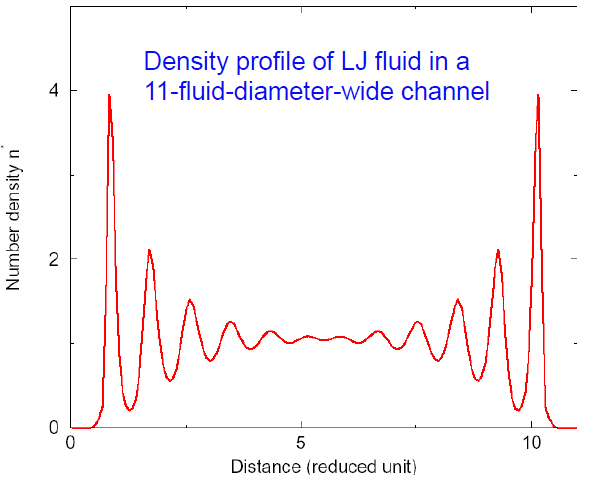 Density profile of LJ fluid in a
11-fluid-diameter-wide channel
4
2
0
Number density n*
0
5
10
Distance (reduced unit)